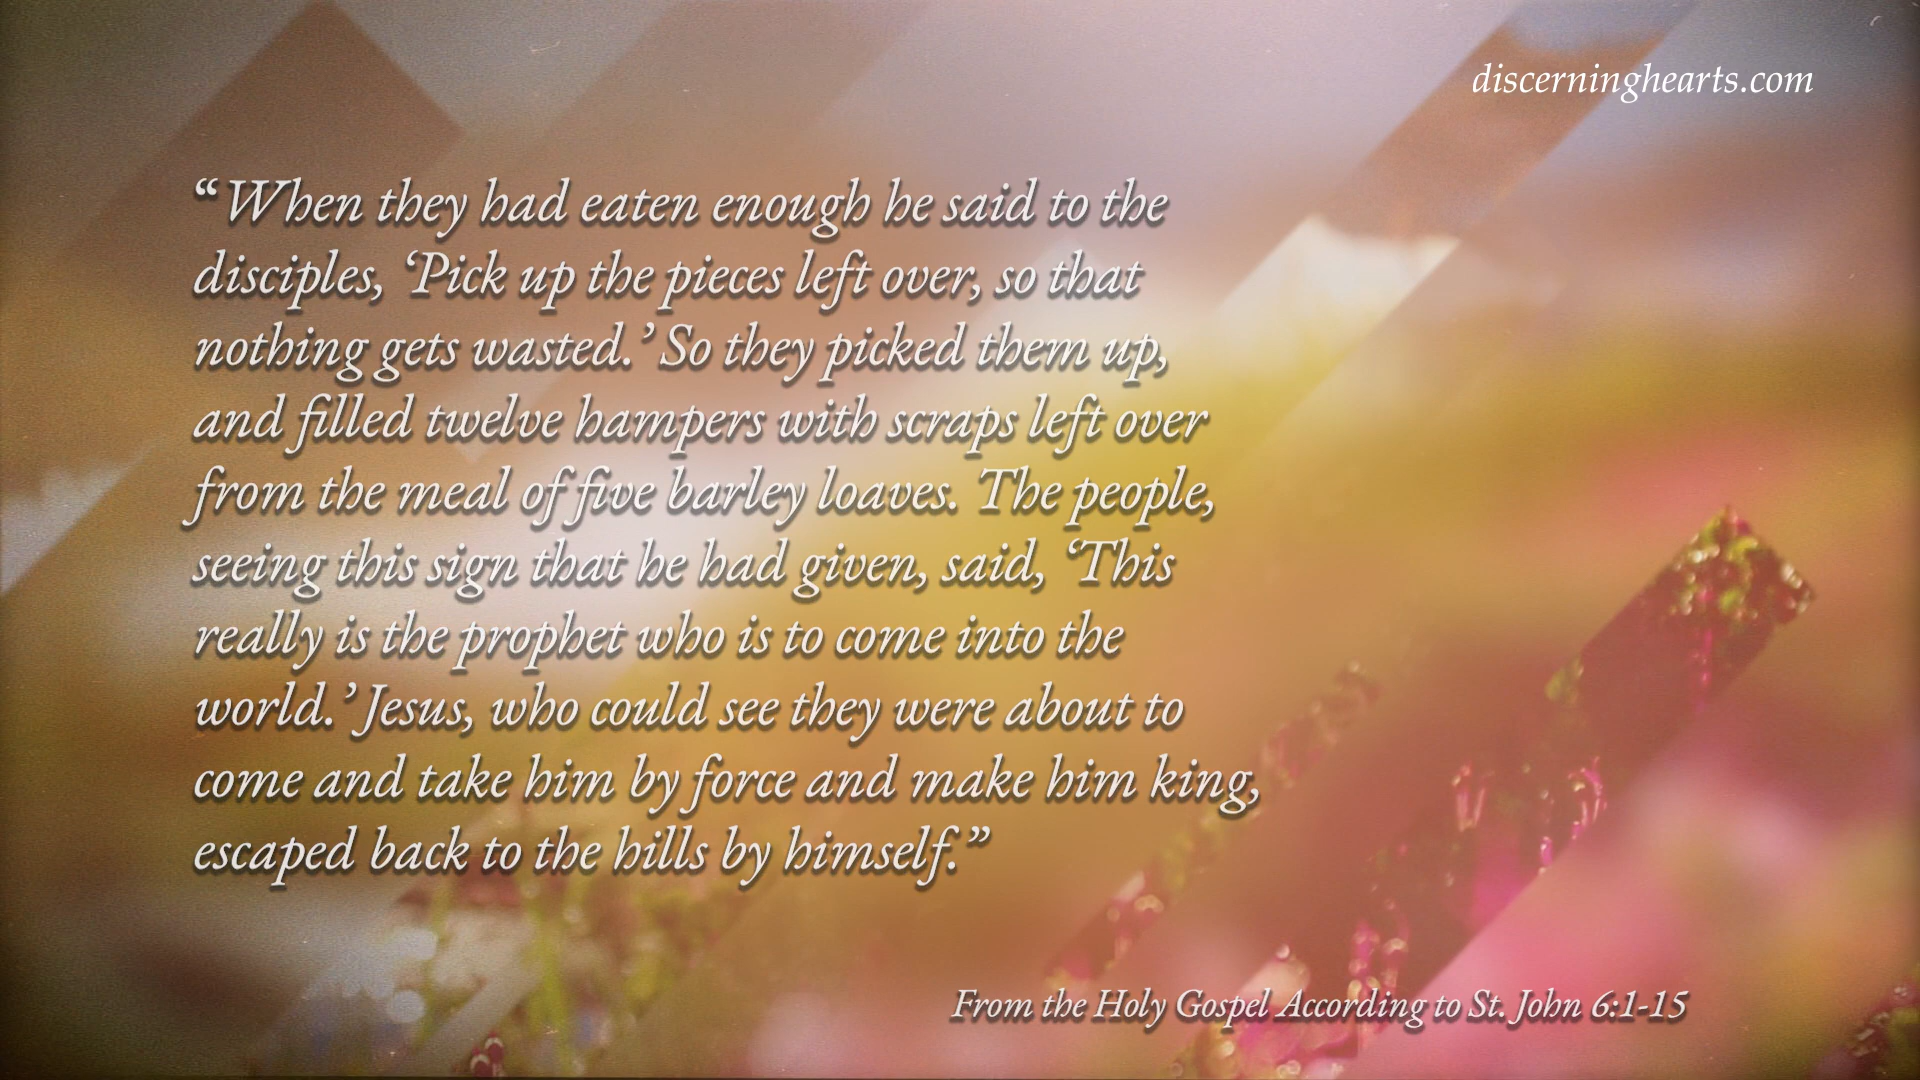 discerninghearts.com
“When they had eaten enough he said to the
disciples, ‘Pick up the pieces left over, so that
nothing gets wasted.’ So they picked them up,
and filled twelve hampers with scraps left over
from the meal of five barley loaves. The people,
seeing this sign that he had given, said, ‘This
really is the prophet who is to come into the
world.’ Jesus, who could see they were about to
come and take him by force and make him king,
escaped back to the hills by himself.”
From the Holy Gospel According to St. John 6:1-15